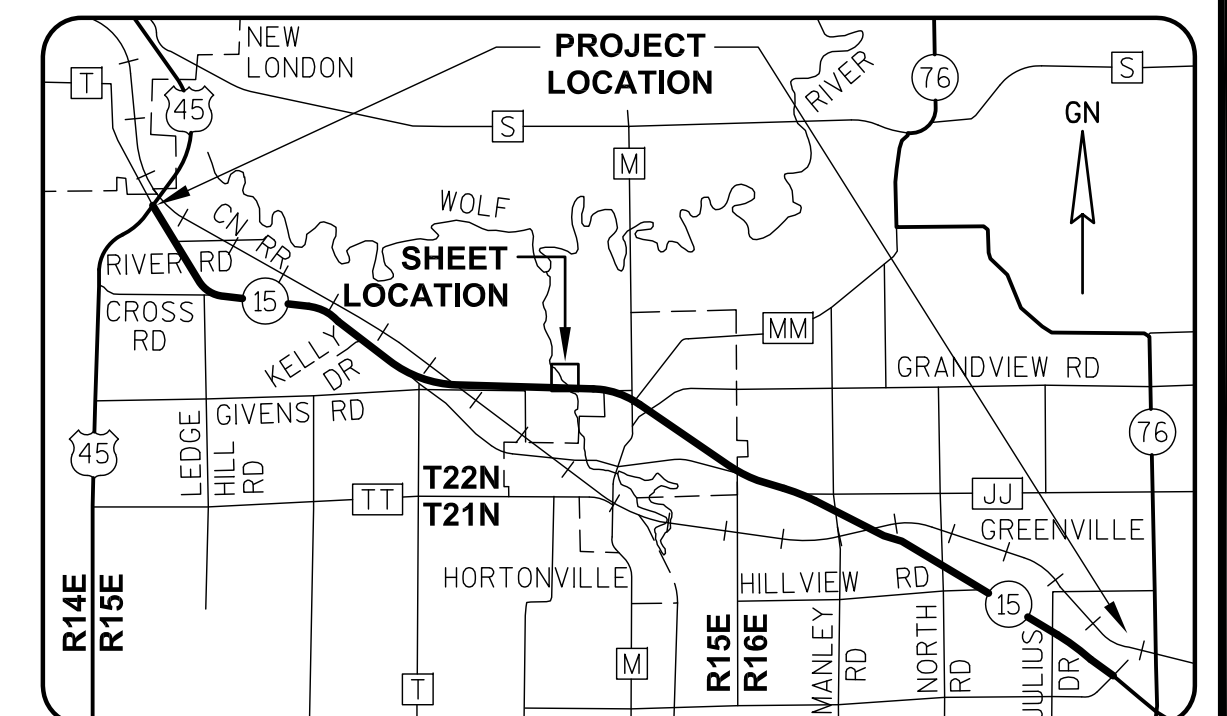 NEW
LONDON
PROJECT
LOCATION
T
45
S
76
S
RIVER
GN
M
WOLF
CN RR
RIVER RD
SHEET
LOCATION
15
CROSS
RD
KELLY
DR
MM
GRANDVIEW RD
GIVENS RD
LEDGE
HILL
RD
45
76
T22N
T21N
TT
JJ
GREENVILLE
HORTONVILLE
HILLVIEW RD
15
R14E
R15E
R15E
R16E
MANLEY
RD
NORTH
RD
JULIUS
DR
M
T